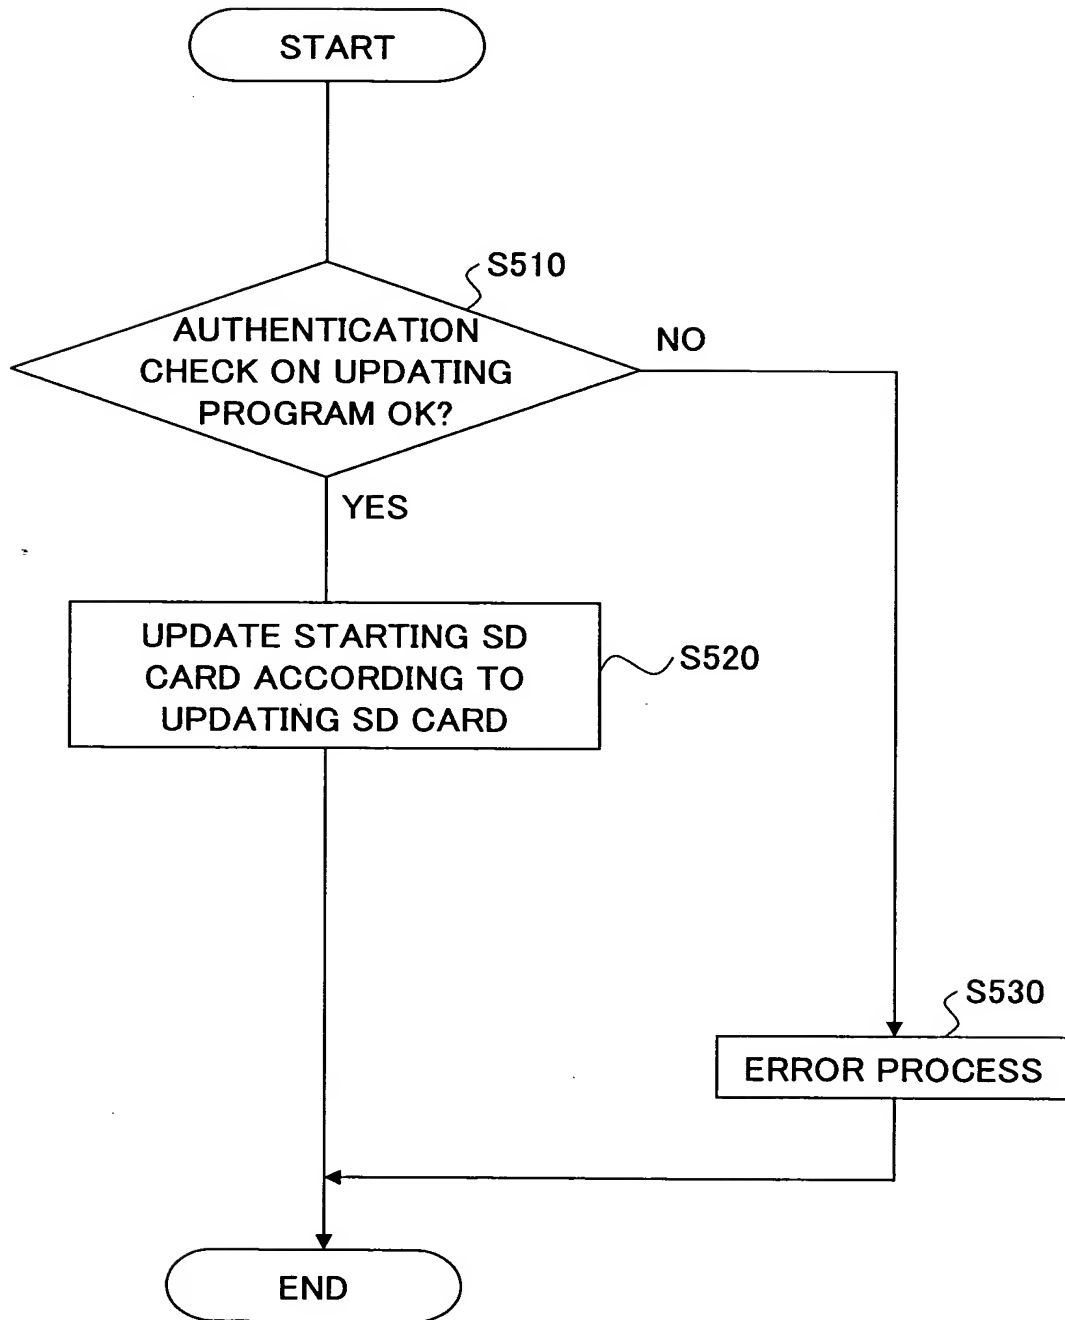 START
S510
AUTHENTICATION
CHECK ON UPDATING
PROGRAM OK?
NO
YES
UPDATE STARTING SD
CARD ACCORDING TO
UPDATING SD CARD
S520
S530
ERROR PROCESS
END